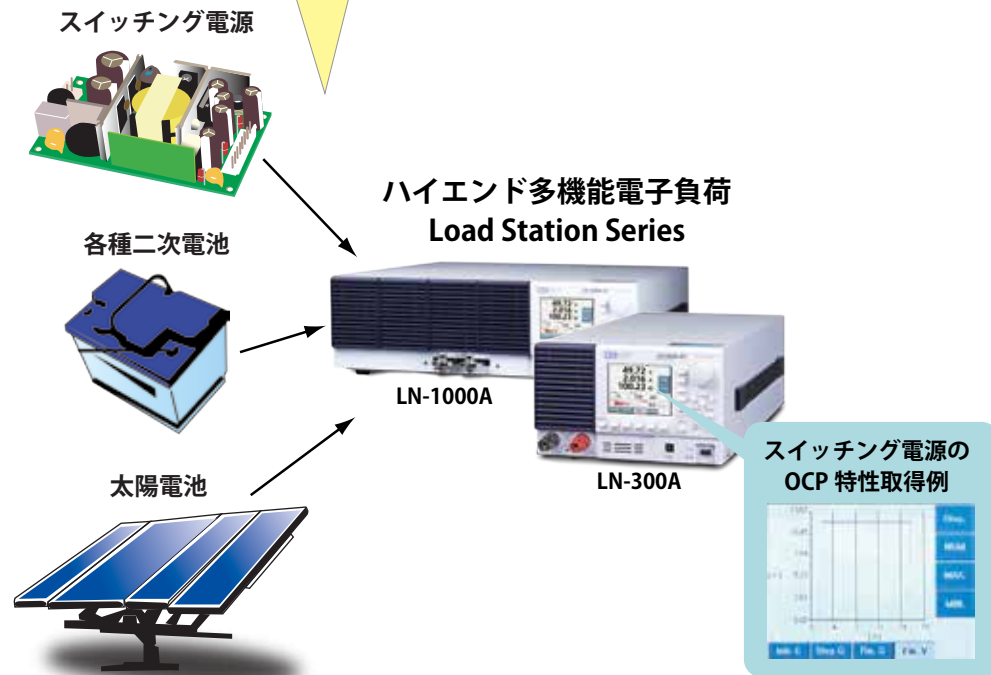 スイッチング電源
ハイエンド多機能電子負荷
Load Station Series
各種二次電池
LN-1000A
LN-300A
太陽電池
スイッチング電源の
OCP 特性取得例